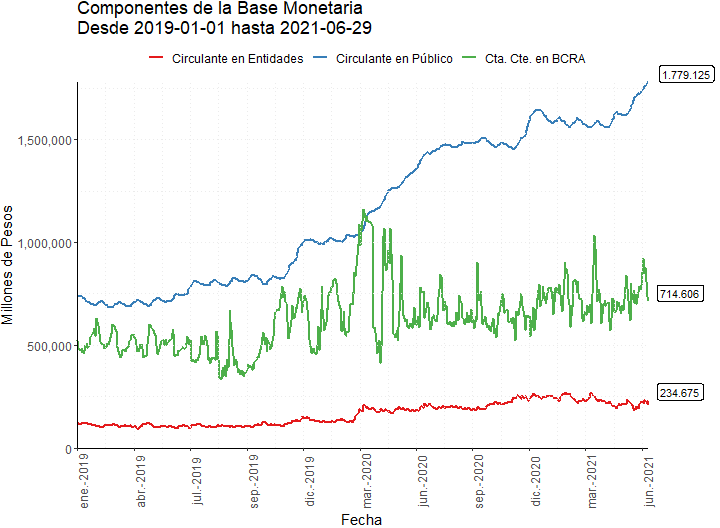 Componentes de la Base Monetaria
Desde 2019-01-01 hasta 2021-06-29
Circulante en Entidades Circulante en Público Cta. Cte. en BCRA
1.779.125
1,500,000
1,000,000
714.606
500,000
234.675
0
Millones de Pesos
ene.-2019
abr.-2019
jul.-2019
sep.-2019
dic.-2019
mar.-2020
jun.-2020
sep.-2020
dic.-2020
mar.-2021
jun.-2021
Fecha